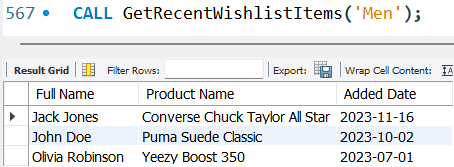 567 CALL GetRecentWishlistItems('Men');
Result Grid Filter Rows: Export: Wrap Cell Content:
Full Name Product Name Added Date
Jack Jones Converse Chuck Taylor All Star 2023-11-16
John Doe Puma Suede Classic 2023-10-02
Olivia Robinson Yeezy Boost 350 2023-07-01